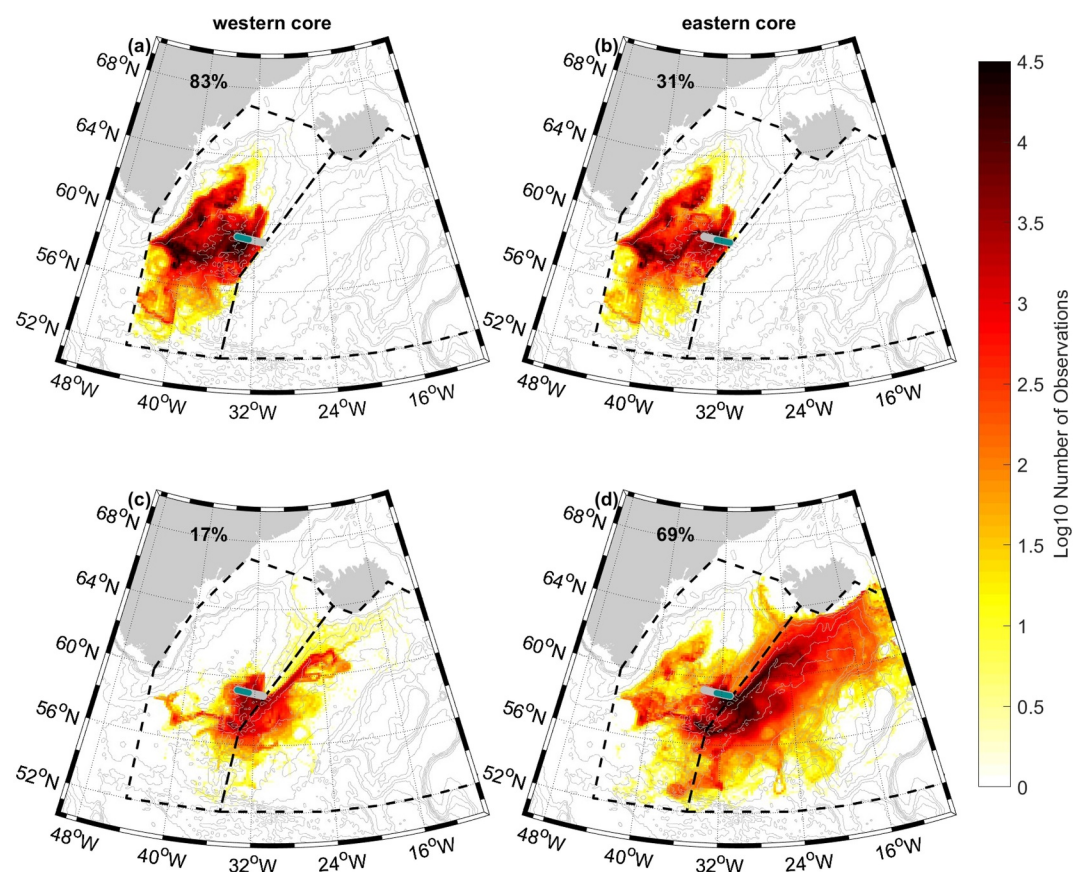 western core
eastern core
(a)
83%
68°N
64°N
60°N
56°N
52°N
48°W
40°W
32°W
24°W
16°W
(b)
31%
68°N
64°N
60°N
56°N
52°N
48°W
40°W
32°W
24°W
16°W
(c)
17%
68°N
64°N
60°N
56°N
52°N
48°W
40°W
32°W
24°W
16°W
(d)
69%
68°N
64°N
60°N
56°N
52°N
48°W
40°W
32°W
24°W
16°W
4.5
4
3.5
3
2.5
2
1.5
1
0.5
0
Log10 Number of Observations